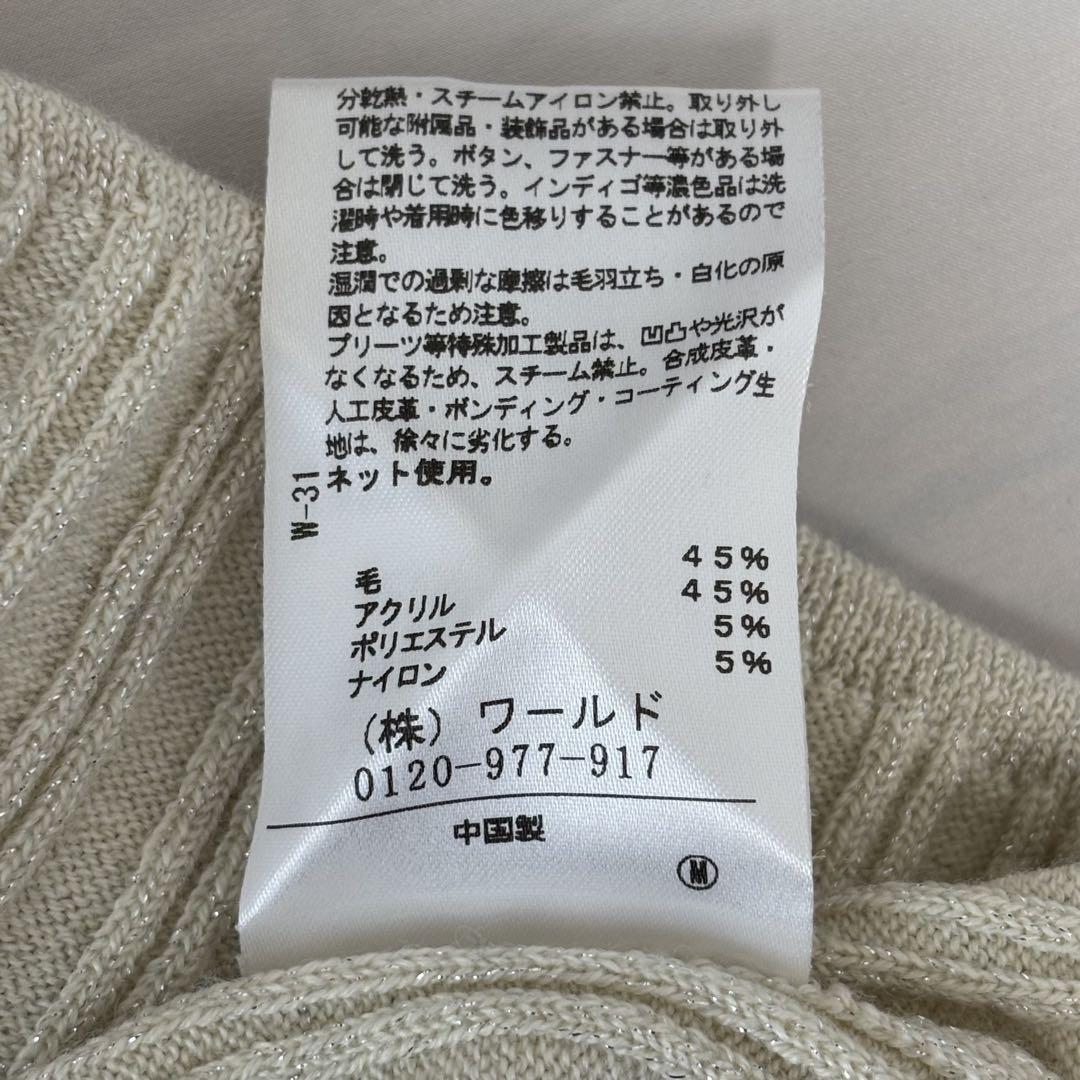 分乾熱・スチームアイロン禁止。取り外し
可能な附属品・装飾品がある場合は取り外
して洗う。ボタン、ファスナー等がある場
合は閉じて洗う。インディゴ等濃色品は洗
濯時や着用時に色移りすることがあるので
注意。
湿潤での過剰な摩擦は毛羽立ち・白化の原
因となるため注意。
プリーツ等特殊加工製品は、凹凸や光沢が
なくなるため、スチーム禁止。合成皮革・
人工皮革・ボンディング・コーティング生
地は、徐々に劣化する。
ネット使用。
W-31
毛 45%
アクリル 45%
ポリエステル 5%
ナイロン 5%
(株) ワールド
0120-977-917
中国製
Ⓜ